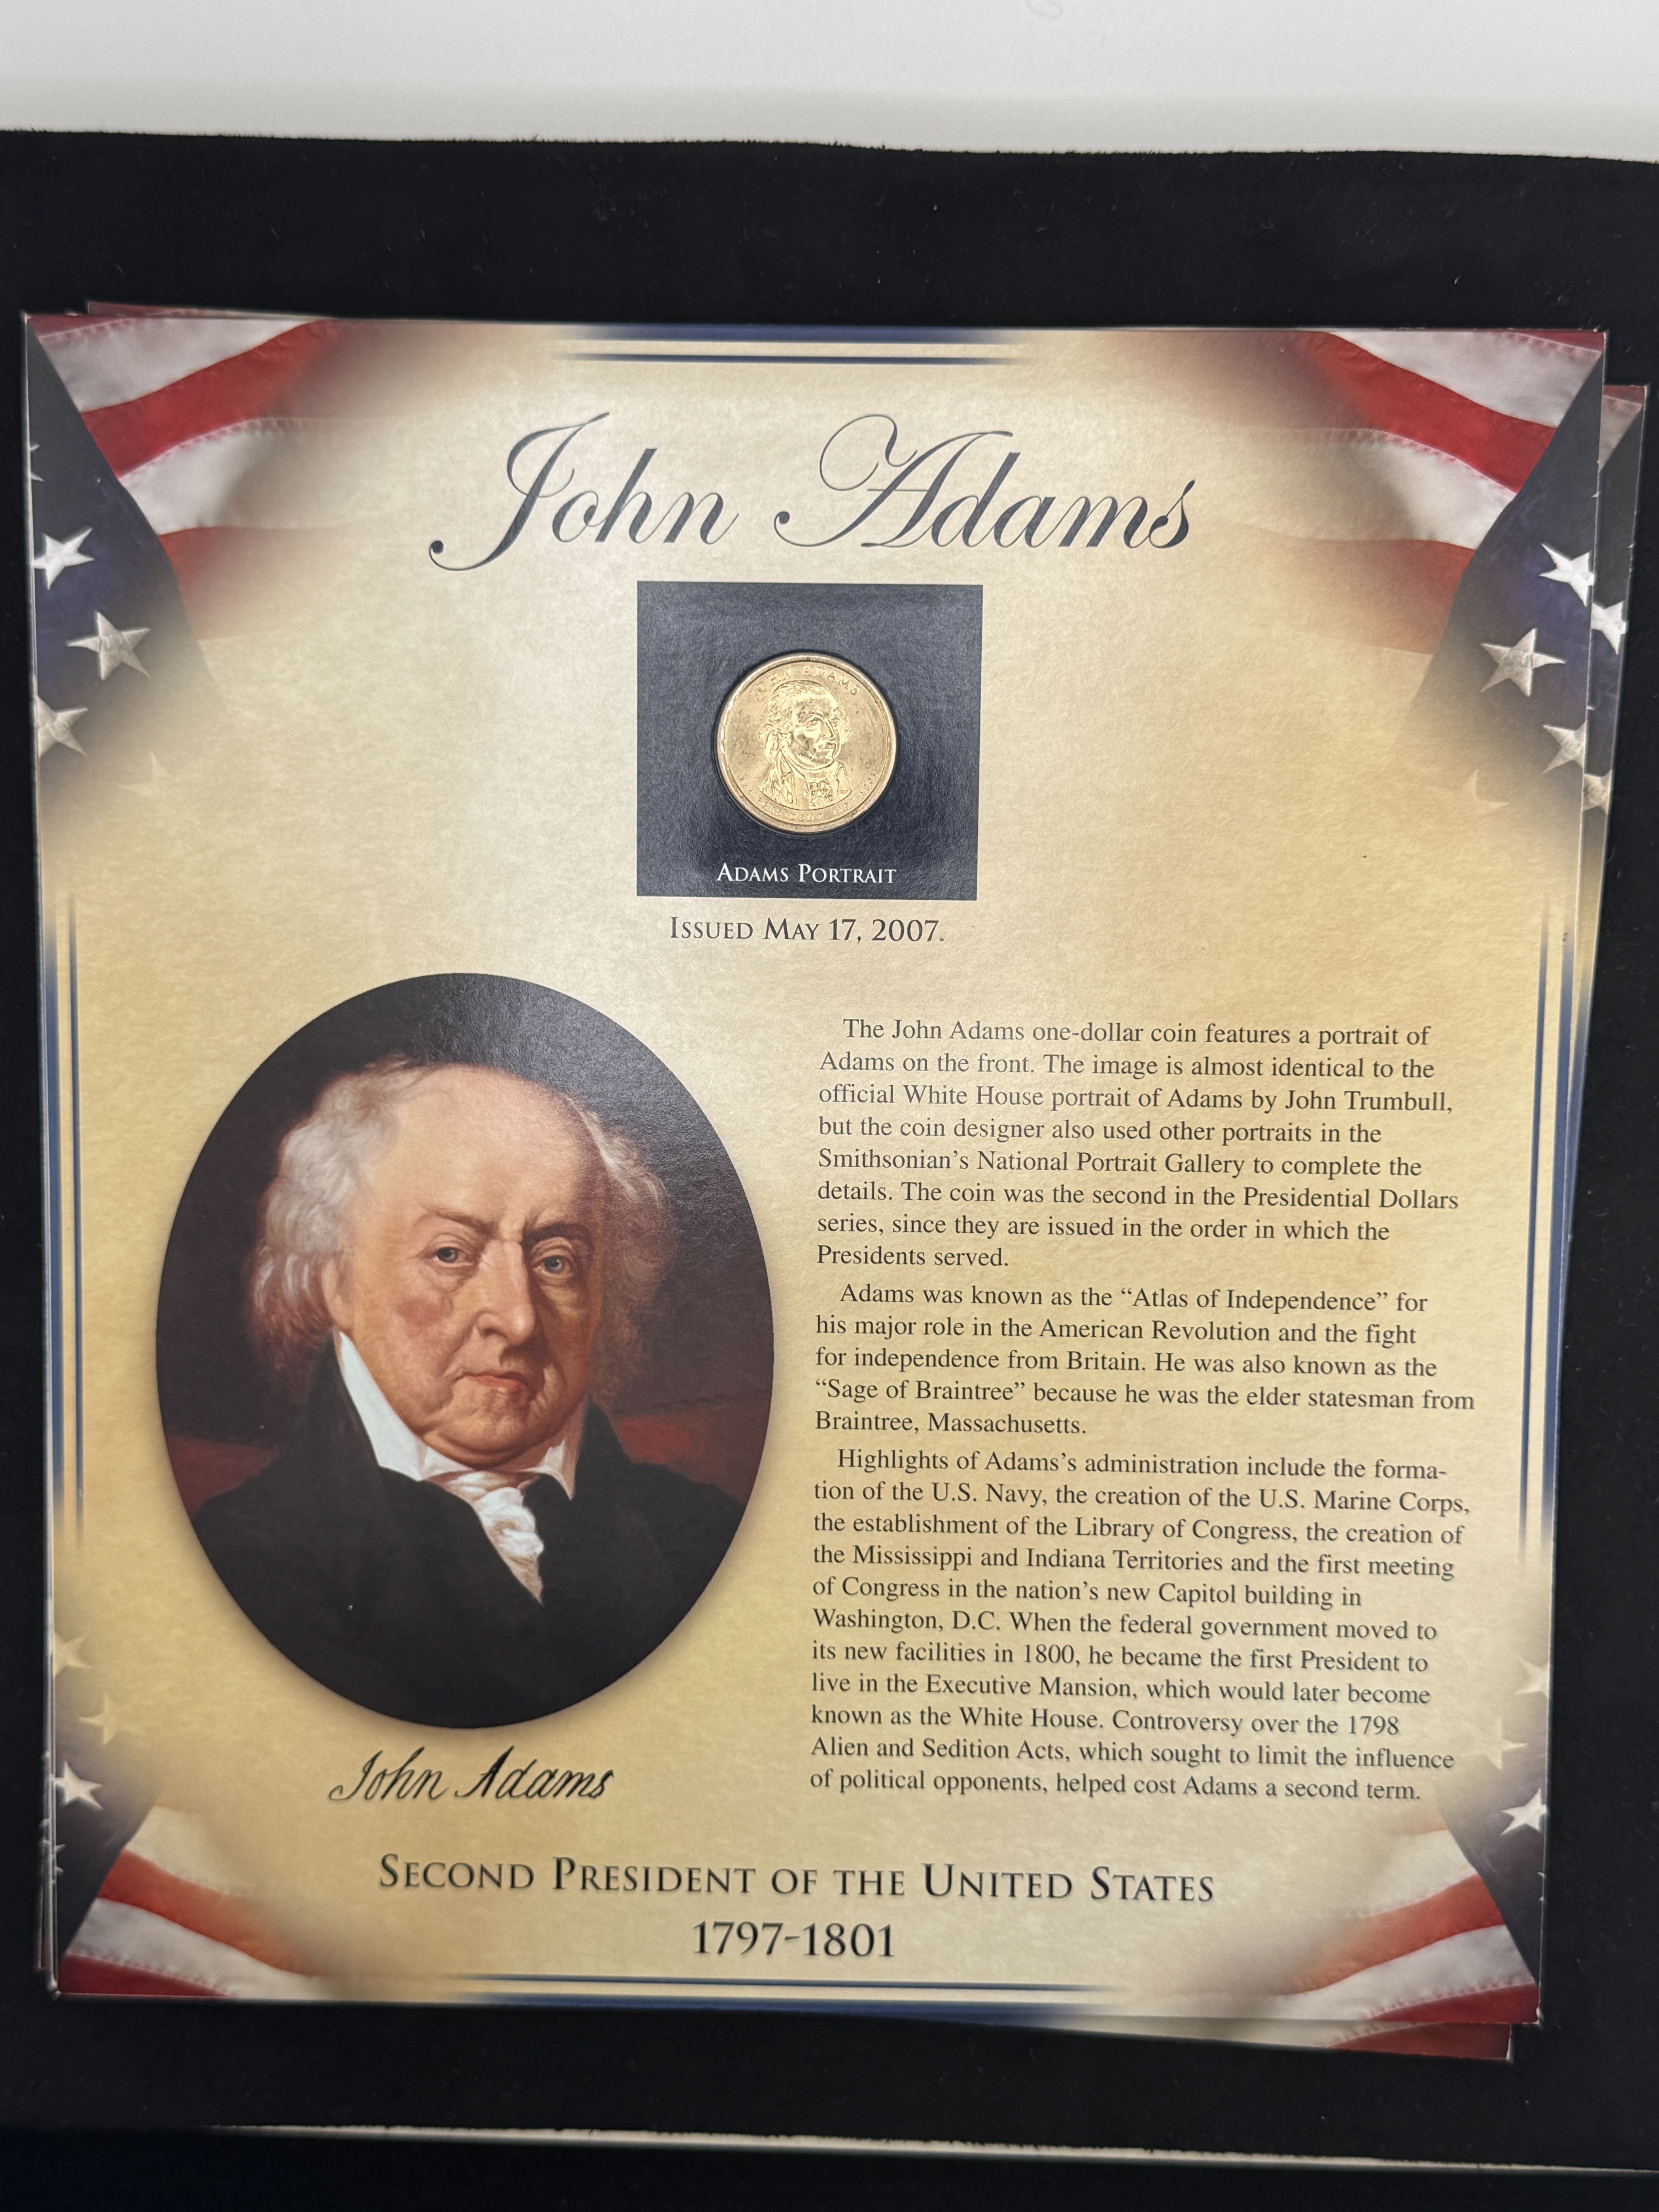 John Adams
JOHN ADAMS
ADAMS PORTRAIT
ISSUED MAY 17, 2007.
The John Adams one-dollar coin features a portrait of
Adams on the front. The image is almost identical to the
official White House portrait of Adams by John Trumbull,
but the coin designer also used other portraits in the
Smithsonian's National Portrait Gallery to complete the
details. The coin was the second in the Presidential Dollars
series, since they are issued in the order in which the
Presidents served.
Adams was known as the “Atlas of Independence” for
his major role in the American Revolution and the fight
for independence from Britain. He was also known as the
“Sage of Braintree” because he was the elder statesman from
Braintree, Massachusetts.
Highlights of Adams's administration include the forma-
tion of the U.S. Navy, the creation of the U.S. Marine Corps,
the establishment of the Library of Congress, the creation of
the Mississippi and Indiana Territories and the first meeting
of Congress in the nation's new Capitol building in
Washington, D.C. When the federal government moved to
its new facilities in 1800, he became the first President to
live in the Executive Mansion, which would later become
known as the White House. Controversy over the 1798
Alien and Sedition Acts, which sought to limit the influence
of political opponents, helped cost Adams a second term.
John Adams
SECOND PRESIDENT OF THE UNITED STATES
1797-1801